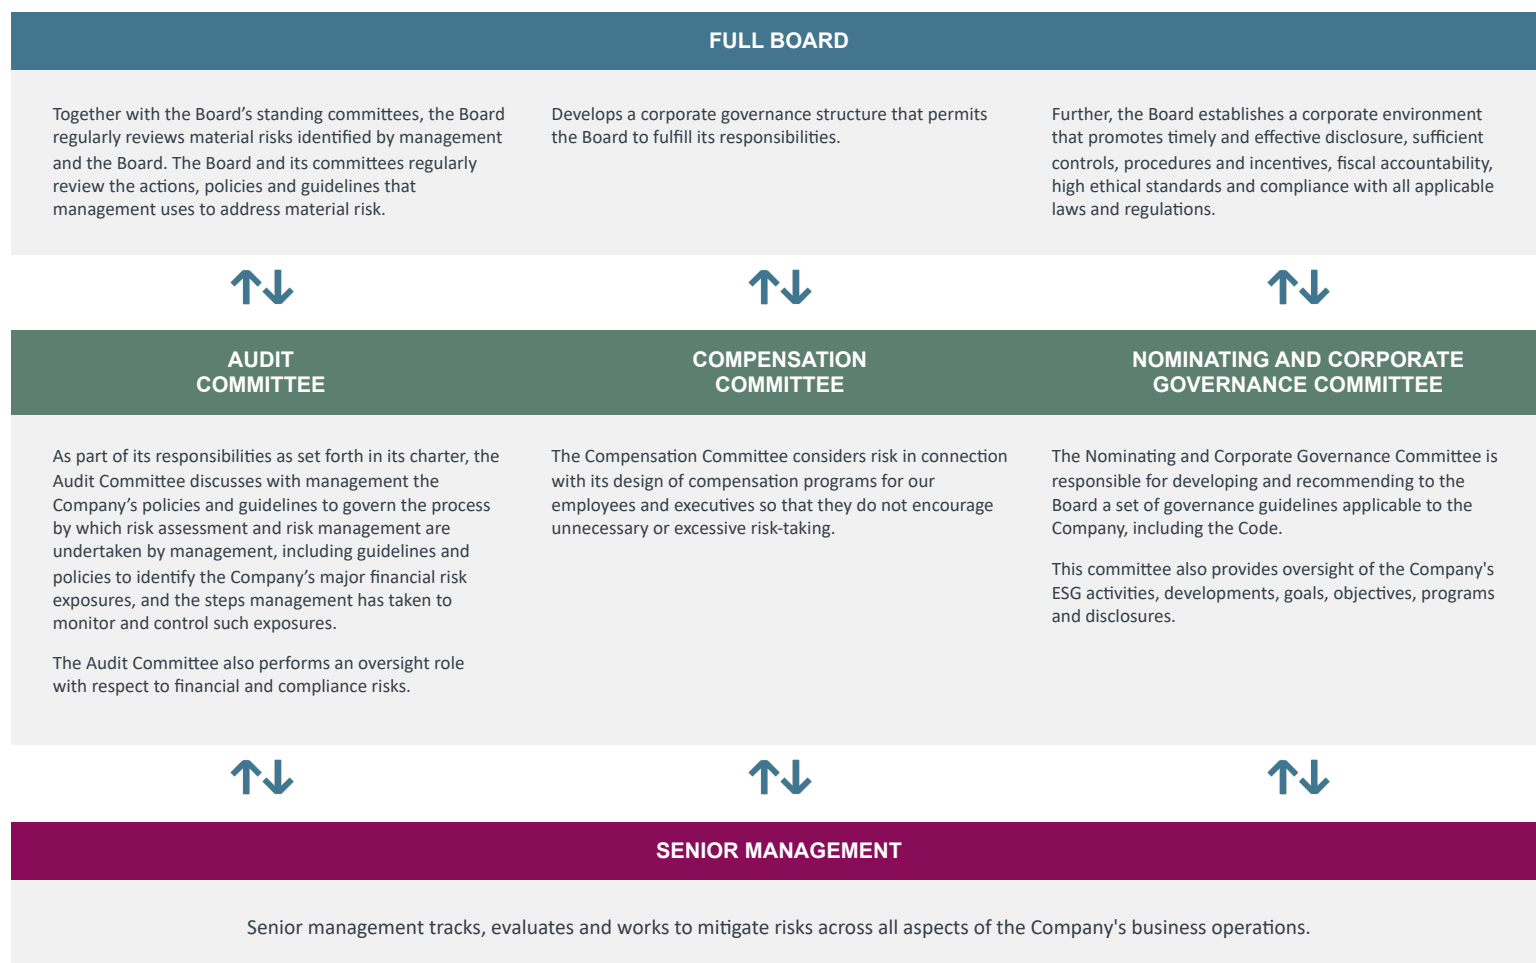 FULL BOARD
Together with the Board’s standing committees, the Board
regularly reviews material risks identified by management
and the Board. The Board and its committees regularly
review the actions, policies and guidelines that
management uses to address material risk.
Develops a corporate governance structure that permits
the Board to fulfill its responsibilities.
Further, the Board establishes a corporate environment
that promotes timely and effective disclosure, sufficient
controls, procedures and incentives, fiscal accountability,
high ethical standards and compliance with all applicable
laws and regulations.
AUDIT
COMMITTEE
As part of its responsibilities as set forth in its charter, the
Audit Committee discusses with management the
Company’s policies and guidelines to govern the process
by which risk assessment and risk management are
undertaken by management, including guidelines and
policies to identify the Company’s major financial risk
exposures, and the steps management has taken to
monitor and control such exposures.
The Audit Committee also performs an oversight role
with respect to financial and compliance risks.
COMPENSATION
COMMITTEE
The Compensation Committee considers risk in connection
with its design of compensation programs for our
employees and executives so that they do not encourage
unnecessary or excessive risk-taking.
NOMINATING AND CORPORATE
GOVERNANCE COMMITTEE
The Nominating and Corporate Governance Committee is
responsible for developing and recommending to the
Board a set of governance guidelines applicable to the
Company, including the Code.
This committee also provides oversight of the Company's
ESG activities, developments, goals, objectives, programs
and disclosures.
SENIOR MANAGEMENT
Senior management tracks, evaluates and works to mitigate risks across all aspects of the Company's business operations.